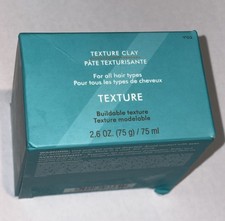 TEXTURE CLAY
PÂTE TEXTURISANTE
For all hair types
Pour tous les types de cheveux
TEXTURE
Buildable texture
Texture modelable
2.6 OZ. (75 g) / 75 ml